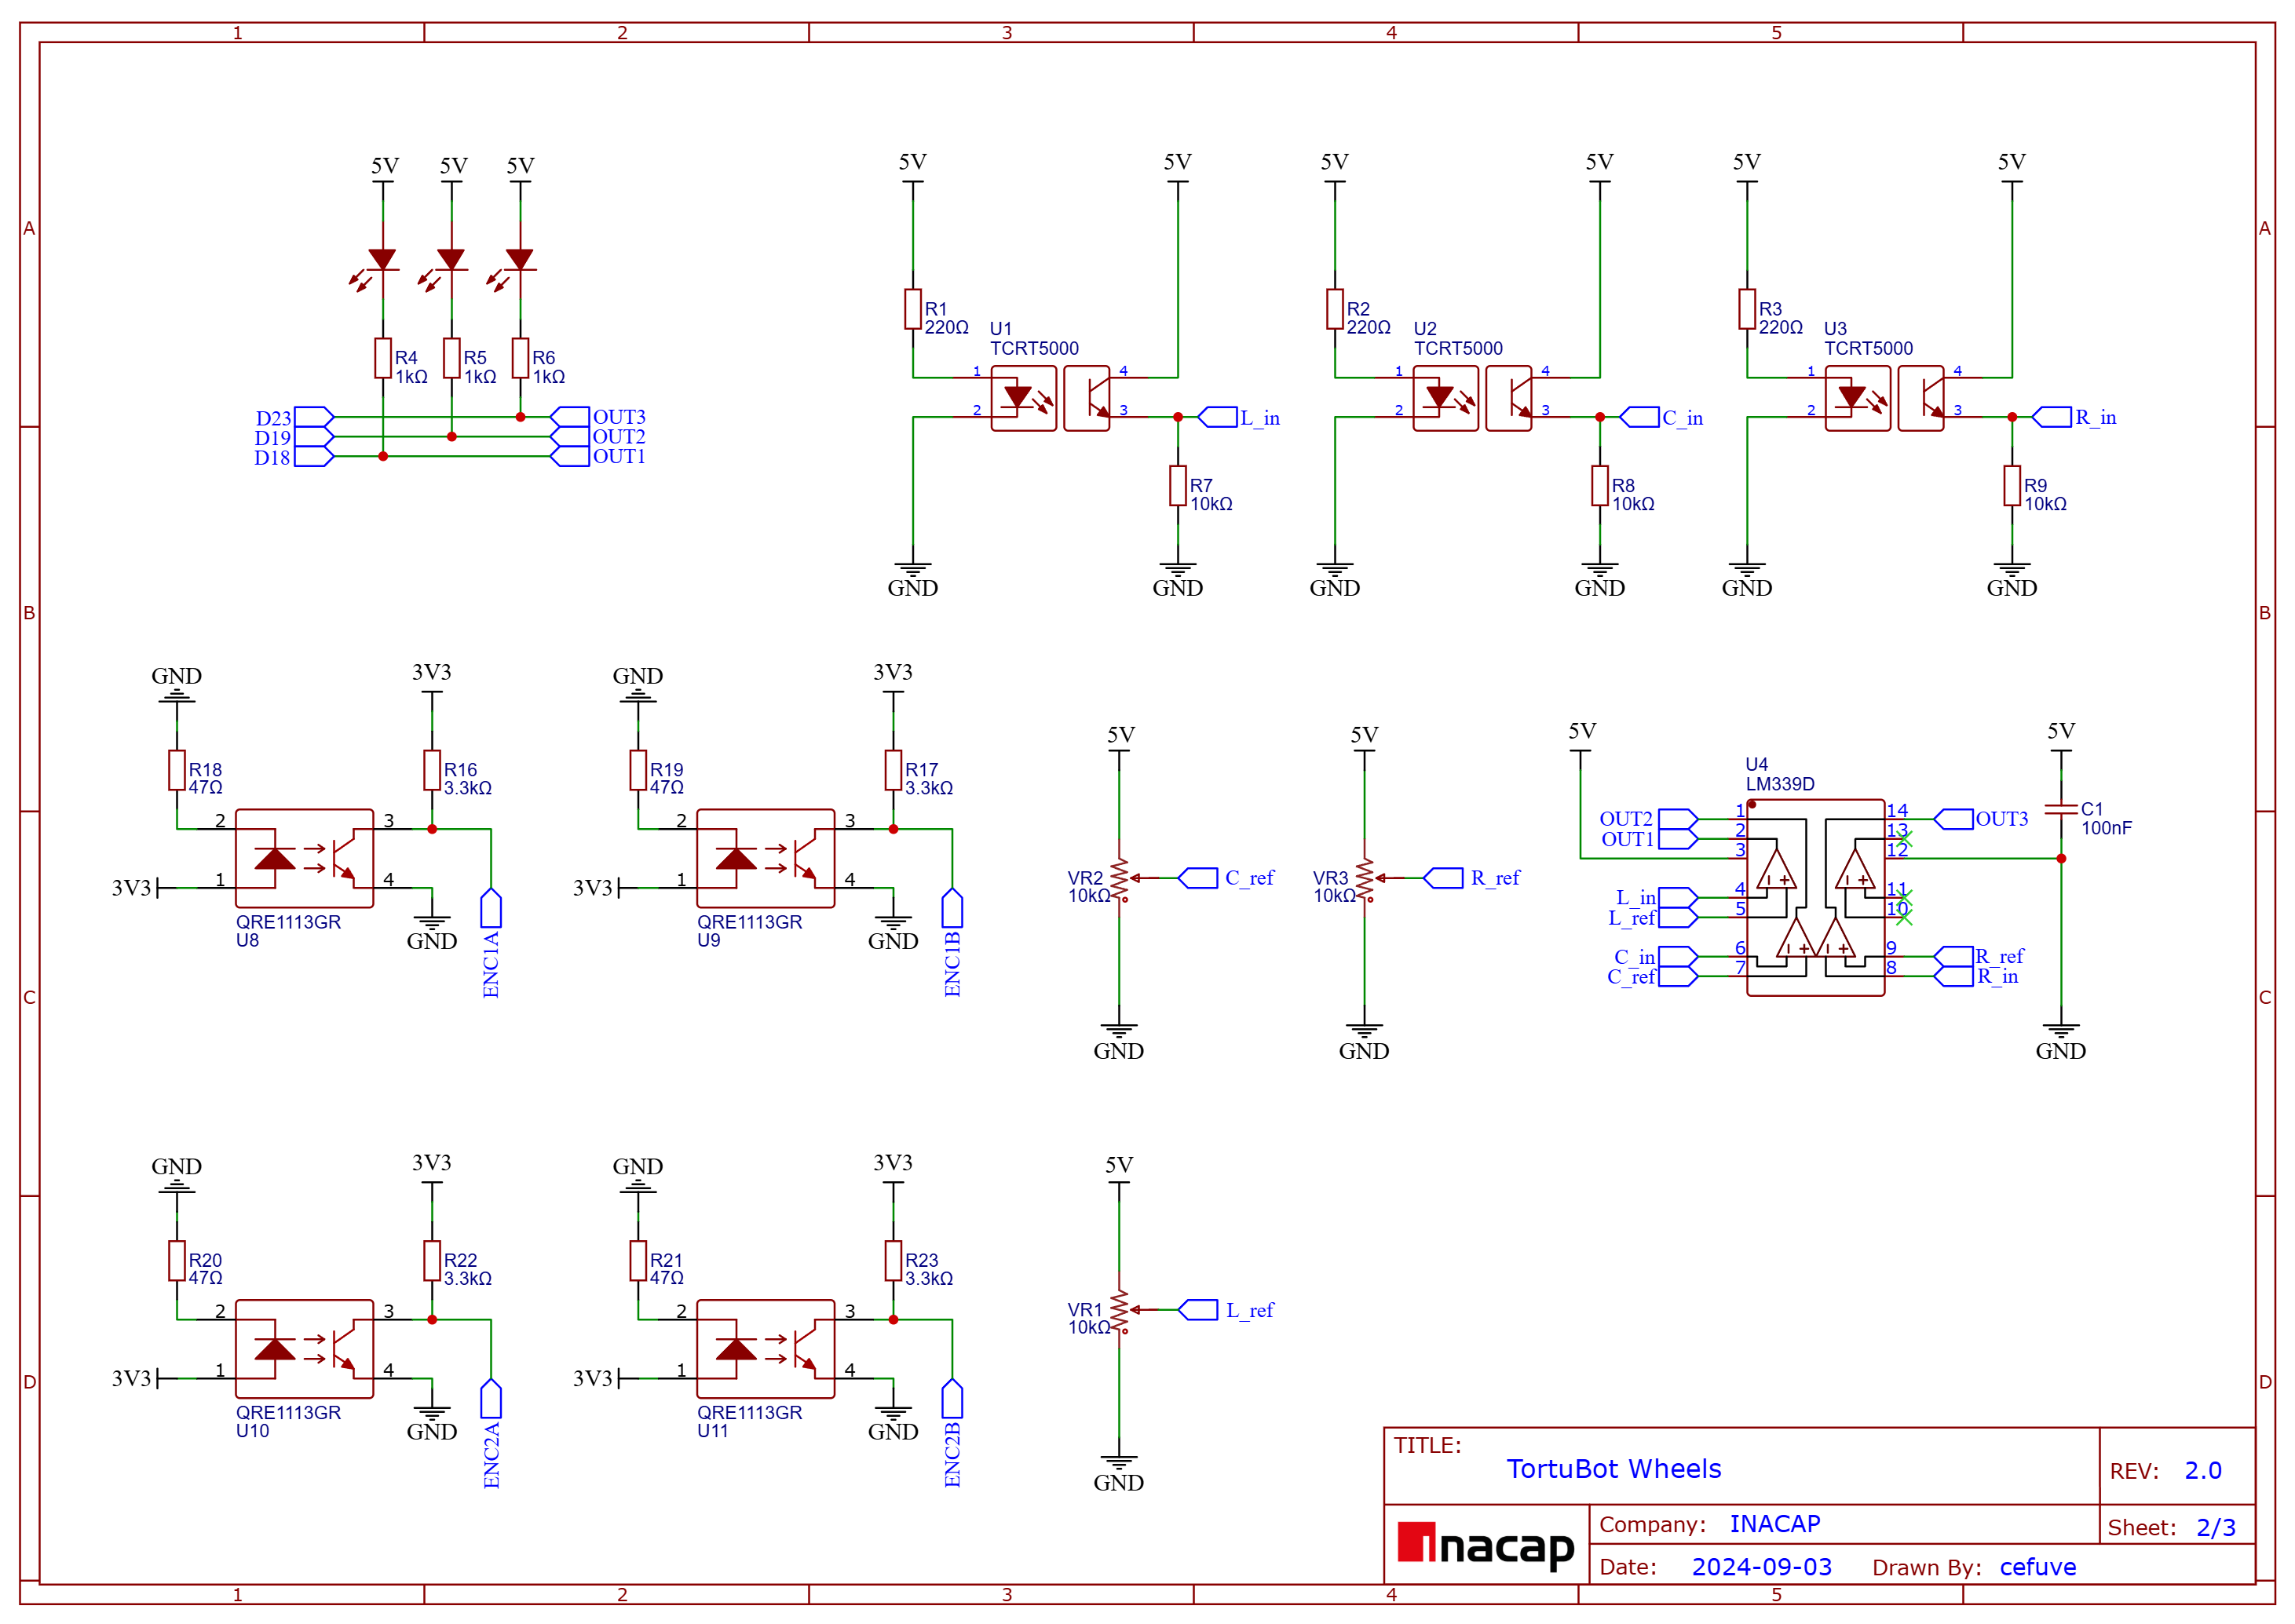 1 2 3 4 5
A A
5V 5V 5V
5V 5V 5V 5V 5V 5V
R1
220Ω
R2
220Ω
R3
220Ω
U1
TCRT5000
U2
TCRT5000
U3
TCRT5000
R4
1kΩ
R5
1kΩ
R6
1kΩ
1 4
2 3
1 4
2 3
1 4
2 3
D23 OUT3
D19 OUT2
D18 OUT1
L_in C_in R_in
R7
10kΩ
R8
10kΩ
R9
10kΩ
GND GND GND GND GND GND
B B
GND 3V3 GND 3V3
R18
47Ω
R16
3.3kΩ
R19
47Ω
R17
3.3kΩ
2 3
3V3 1 4
QRE1113GR
U8
GND
ENC1A
2 3
3V3 1 4
QRE1113GR
U9
GND
ENC1B
5V
VR2
10kΩ
C_ref
GND
5V
VR3
10kΩ
R_ref
GND
5V 5V
U4
LM339D
OUT2 1 14 OUT3
OUT1 2 13
3 12
L_in 4 11
L_ref 5 10
C_in 6 9 R_ref
C_ref 7 8 R_in
C1
100nF
GND
C C
GND 3V3 GND 3V3
R20
47Ω
R22
3.3kΩ
R21
47Ω
R23
3.3kΩ
2 3
3V3 1 4
QRE1113GR
U10
GND
ENC2A
2 3
3V3 1 4
QRE1113GR
U11
GND
ENC2B
5V
VR1
10kΩ
L_ref
GND
D D
TITLE:
TortuBot Wheels
REV: 2.0
inacap
Company: INACAP
Sheet: 2/3
Date: 2024-09-03 Drawn By: cefuve
1 2 3 4 5